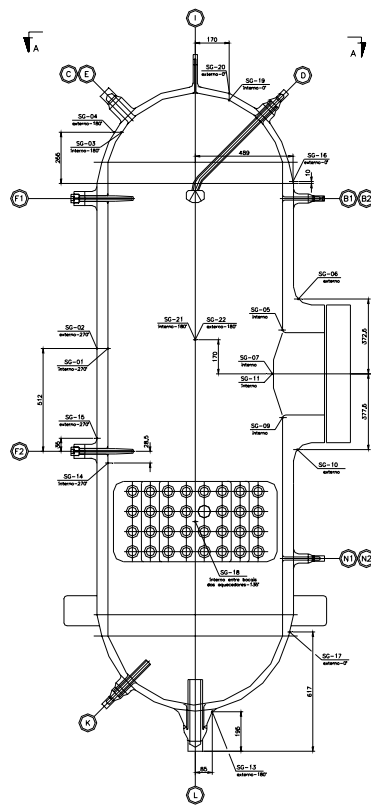 I
A
A
170
SG-20
externo-0°
SG-19
interno-0°
C
E
D
SG-04
externo-180°
SG-03
interno-180°
266
489
SG-16
externo-0°
10
F1
B1
B2
SG-06
externo
SG-02
externo-270°
SG-01
interno-270°
SG-21
interno-180°
SG-22
externo-180°
SG-05
interno
372,5
170
SG-07
interno
SG-11
interno
512
377,5
SG-15
externo-270°
SG-09
interno
F2
28,5
SG-10
externo
SG-14
interno-270°
N1
N2
SG-18
interno entre bocais
dos aquecedores-135°
SG-17
externo-0°
617
K
196
85
SG-13
externo-180°
L